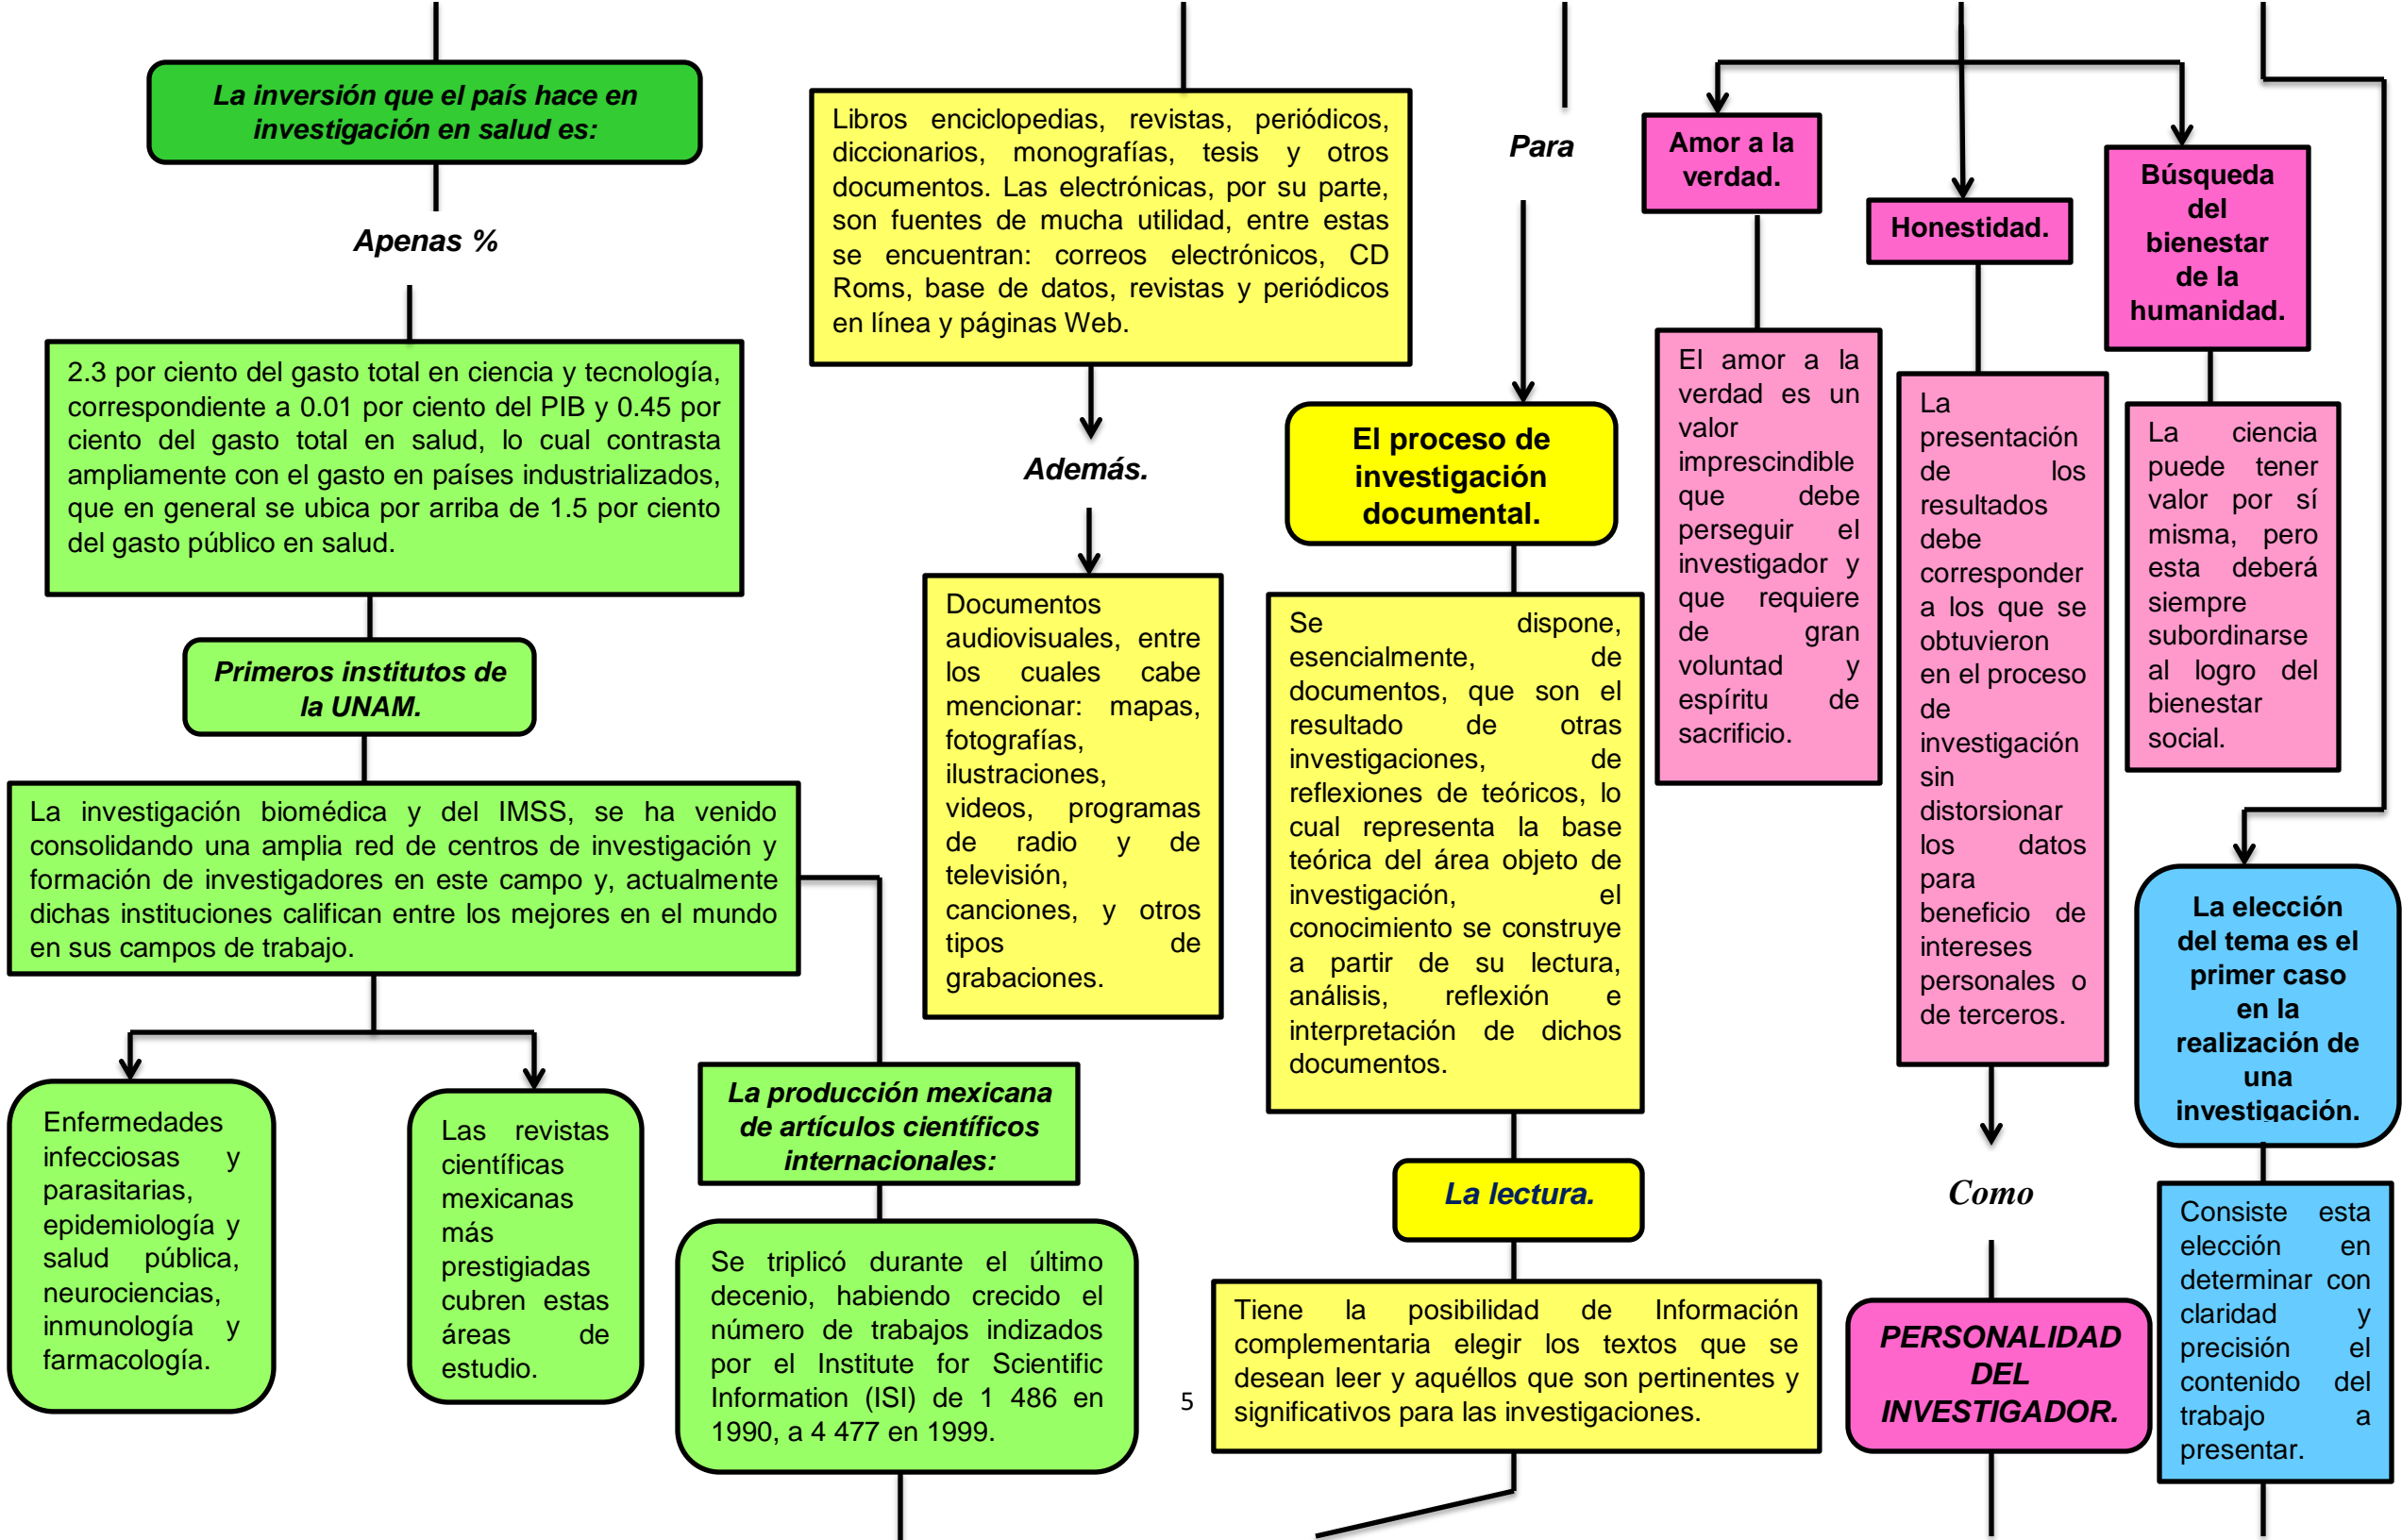 La inversión que el país hace en
investigación en salud es:
Apenas %
2.3 por ciento del gasto total en ciencia y tecnología,
correspondiente a 0.01 por ciento del PIB y 0.45 por
ciento del gasto total en salud, lo cual contrasta
ampliamente con el gasto en países industrializados,
que en general se ubica por arriba de 1.5 por ciento
del gasto público en salud.
Primeros institutos de
la UNAM.
La investigación biomédica y del IMSS, se ha venido
consolidando una amplia red de centros de investigación y
formación de investigadores en este campo y, actualmente
dichas instituciones califican entre los mejores en el mundo
en sus campos de trabajo.
Enfermedades
infecciosas y
parasitarias,
epidemiología y
salud pública,
neurociencias,
inmunología y
farmacología.
Las revistas
científicas
mexicanas
más
prestigiadas
cubren estas
áreas de
estudio.
La producción mexicana
de artículos científicos
internacionales:
Se triplicó durante el último
decenio, habiendo crecido el
número de trabajos indizados
por el Institute for Scientific
Information (ISI) de 1 486 en
1990, a 4 477 en 1999.
Libros enciclopedias, revistas, periódicos,
diccionarios, monografías, tesis y otros
documentos. Las electrónicas, por su parte,
son fuentes de mucha utilidad, entre estas
se encuentran: correos electrónicos, CD
Roms, base de datos, revistas y periódicos
en línea y páginas Web.
Además.
Documentos
audiovisuales, entre
los cuales cabe
mencionar: mapas,
fotografías,
ilustraciones,
videos, programas
de radio y de
televisión,
canciones, y otros
tipos de
grabaciones.
Para
El proceso de
investigación
documental.
Se dispone,
esencialmente, de
documentos, que son el
resultado de otras
investigaciones, de
reflexiones de teóricos, lo
cual representa la base
teórica del área objeto de
investigación, el
conocimiento se construye
a partir de su lectura,
análisis, reflexión e
interpretación de dichos
documentos.
La lectura.
Tiene la posibilidad de Información
complementaria elegir los textos que se
desean leer y aquéllos que son pertinentes y
significativos para las investigaciones.
5
Amor a la
verdad.
El amor a la
verdad es un
valor
imprescindible
que debe
perseguir el
investigador y
que requiere
de gran
voluntad y
espíritu de
sacrificio.
Honestidad.
La
presentación
de los
resultados
debe
corresponder
a los que se
obtuvieron
en el proceso
de
investigación
sin
distorsionar
los datos
para
beneficio de
intereses
personales o
de terceros.
Como
PERSONALIDAD
DEL
INVESTIGADOR.
Búsqueda
del
bienestar
de la
humanidad.
La ciencia
puede tener
valor por sí
misma, pero
esta deberá
siempre
subordinarse
al logro del
bienestar
social.
La elección
del tema es el
primer caso
en la
realización de
una
investigación.
Consiste esta
elección en
determinar con
claridad y
precisión el
contenido del
trabajo a
presentar.